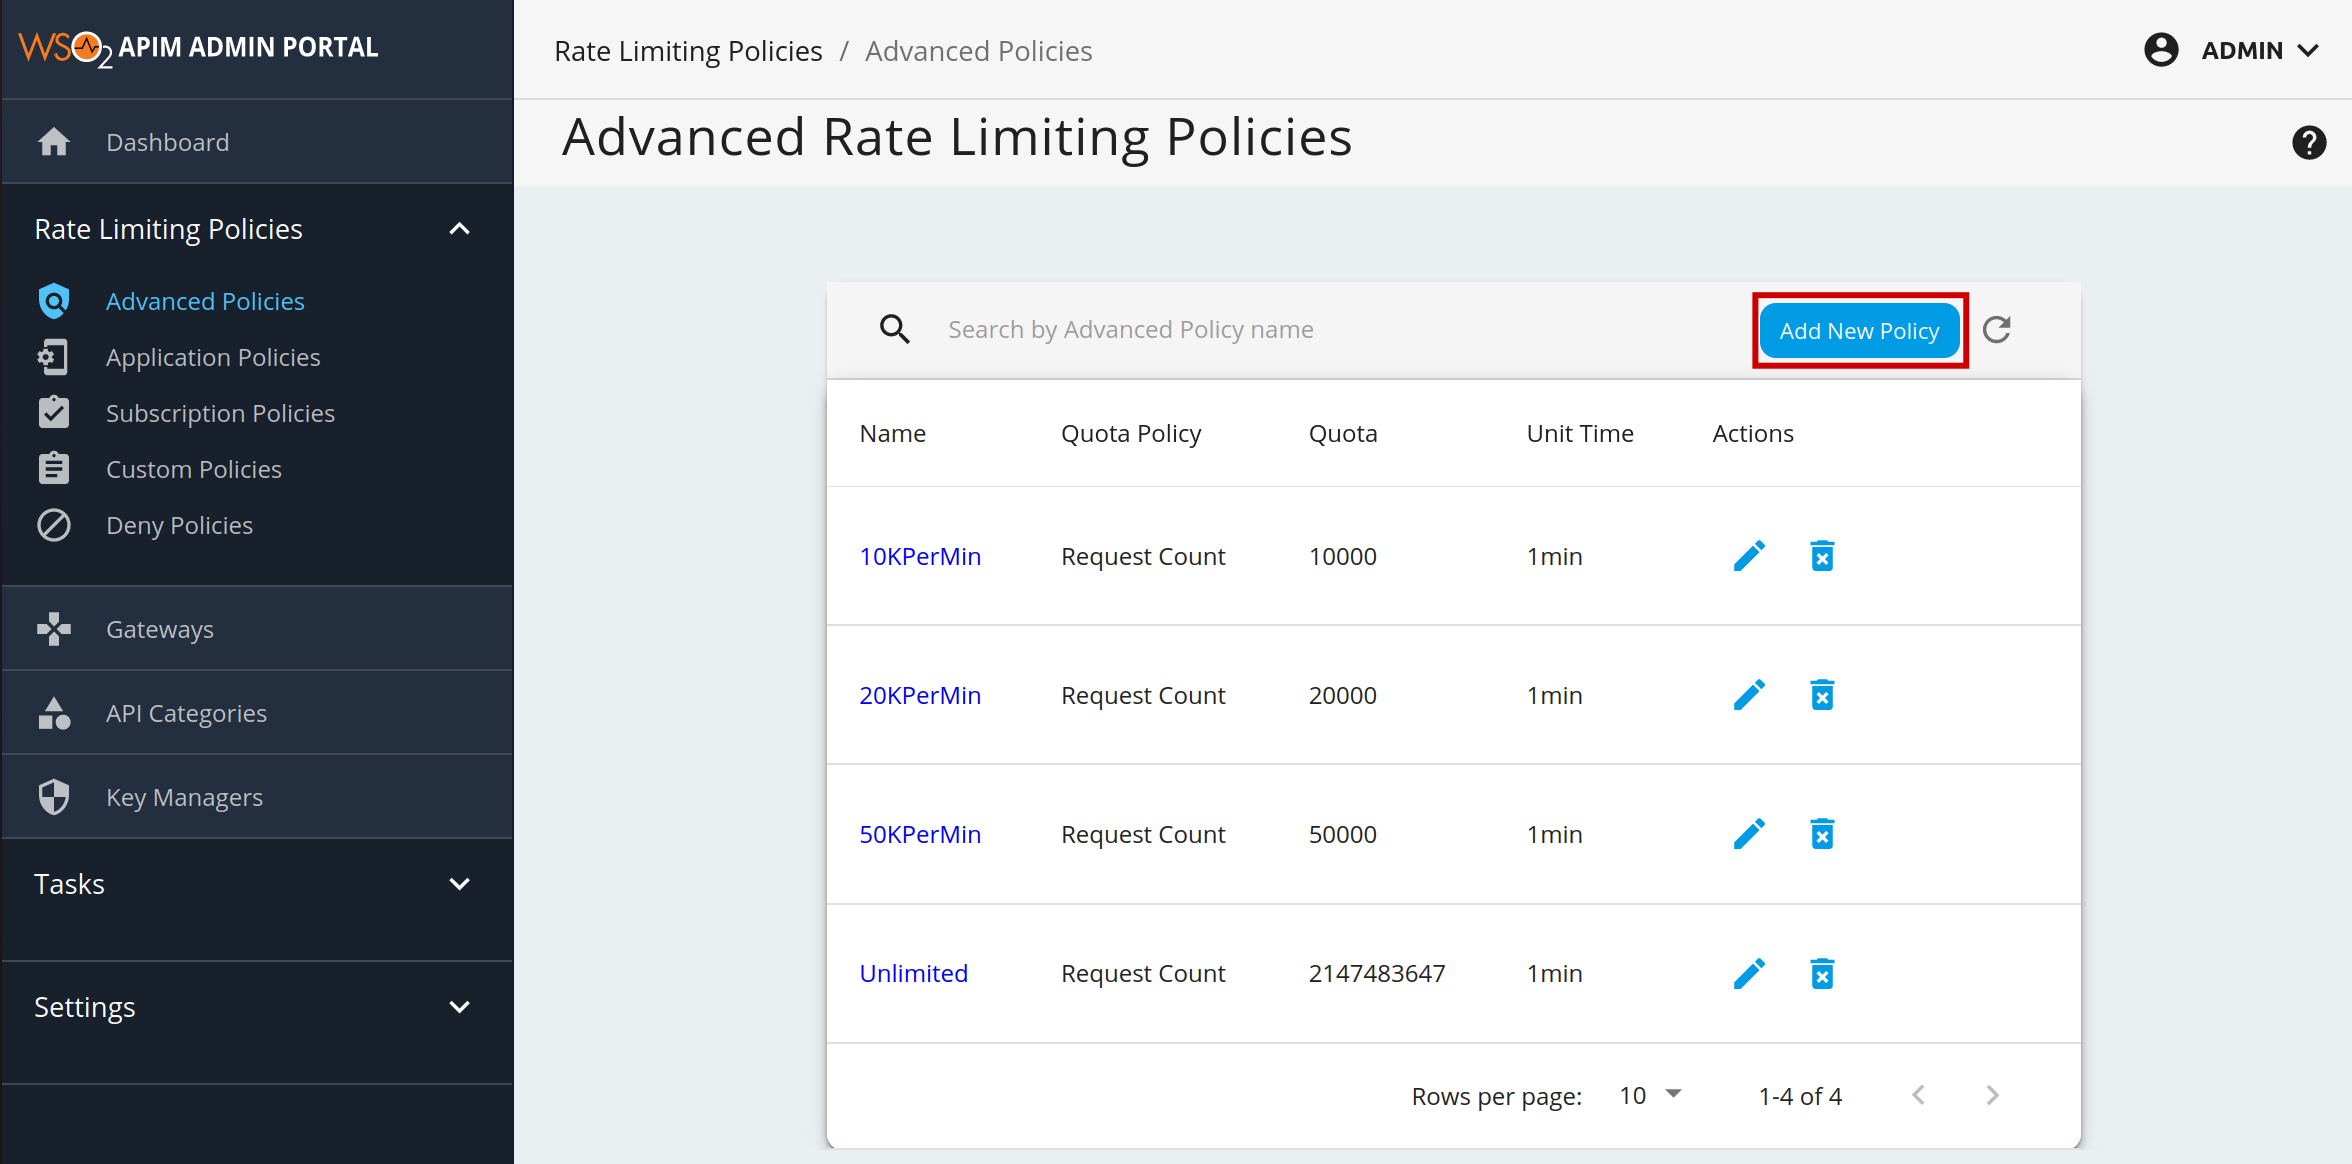 WSO2 APIM ADMIN PORTAL
Dashboard
Rate Limiting Policies
Advanced Policies
Application Policies
Subscription Policies
Custom Policies
Deny Policies
Gateways
API Categories
Key Managers
Tasks
Settings
Rate Limiting Policies / Advanced Policies
ADMIN
Advanced Rate Limiting Policies
Search by Advanced Policy name
Add New Policy
Name Quota Policy Quota Unit Time Actions
10KPerMin Request Count 10000 1min
20KPerMin Request Count 20000 1min
50KPerMin Request Count 50000 1min
Unlimited Request Count 2147483647 1min
Rows per page: 10 1-4 of 4